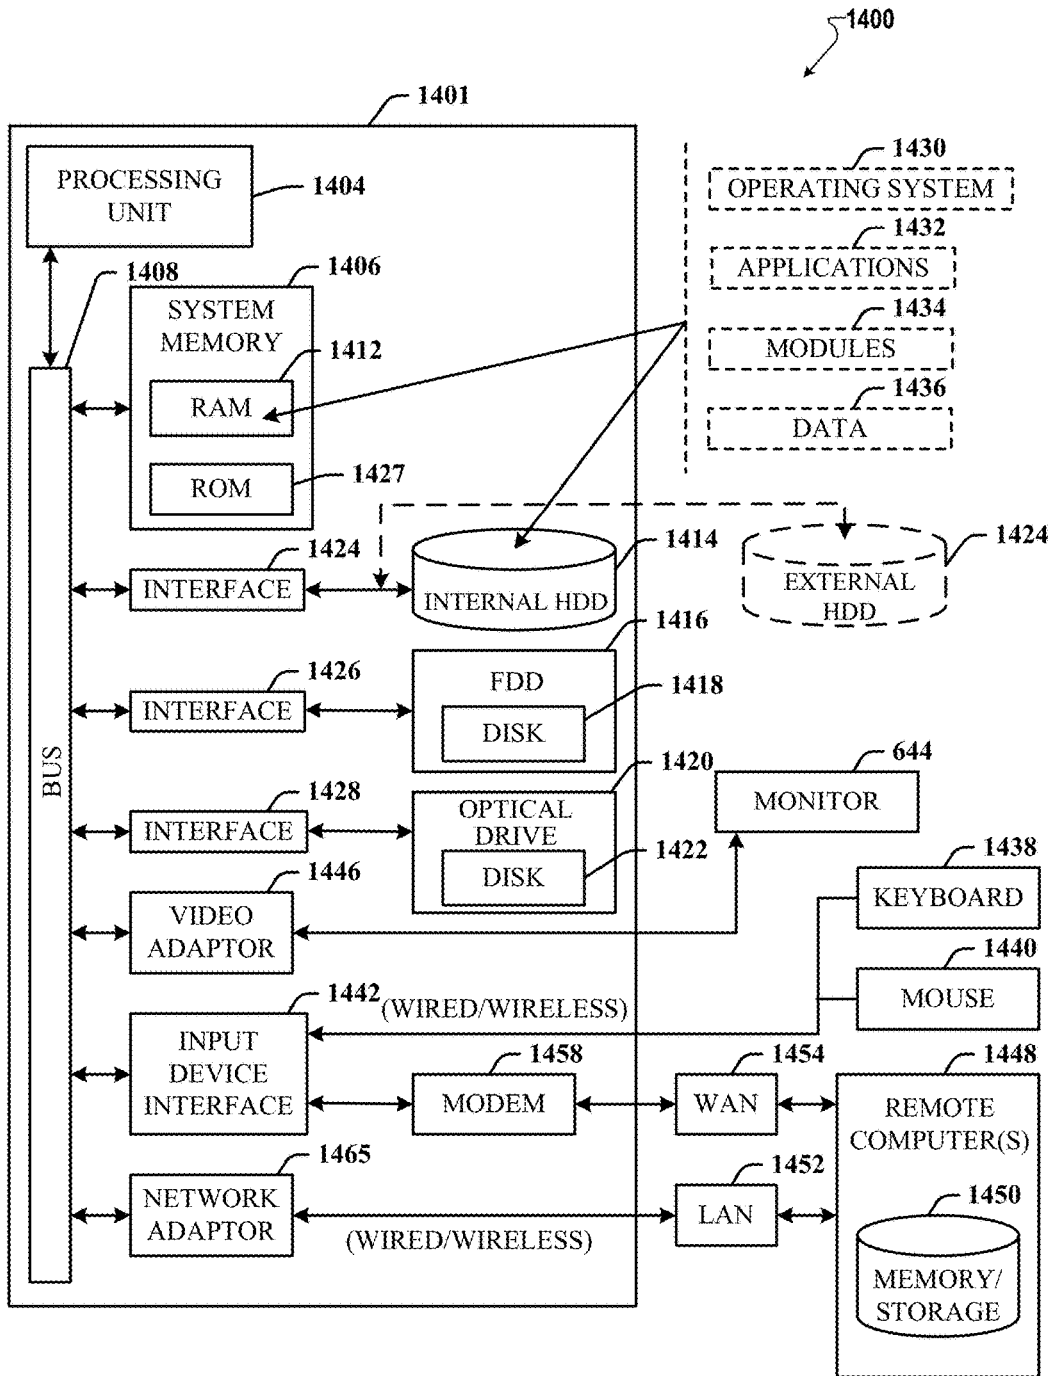 1400
1401
PROCESSING
UNIT
1404
1430
OPERATING SYSTEM
1432
APPLICATIONS
1434
MODULES
1436
DATA
1408
1406
SYSTEM
MEMORY
1412
RAM
ROM
1427
1424
INTERFACE
1414
INTERNAL HDD
1424
EXTERNAL
HDD
1426
INTERFACE
1416
FDD
1418
DISK
BUS
1428
INTERFACE
1420
OPTICAL
DRIVE
1422
DISK
644
MONITOR
1446
VIDEO
ADAPTOR
1438
KEYBOARD
1440
MOUSE
1442
INPUT
DEVICE
INTERFACE
(WIRED/WIRELESS)
1458
MODEM
1454
WAN
1448
REMOTE
COMPUTER(S)
1465
NETWORK
ADAPTOR
(WIRED/WIRELESS)
1452
LAN
1450
MEMORY/
STORAGE